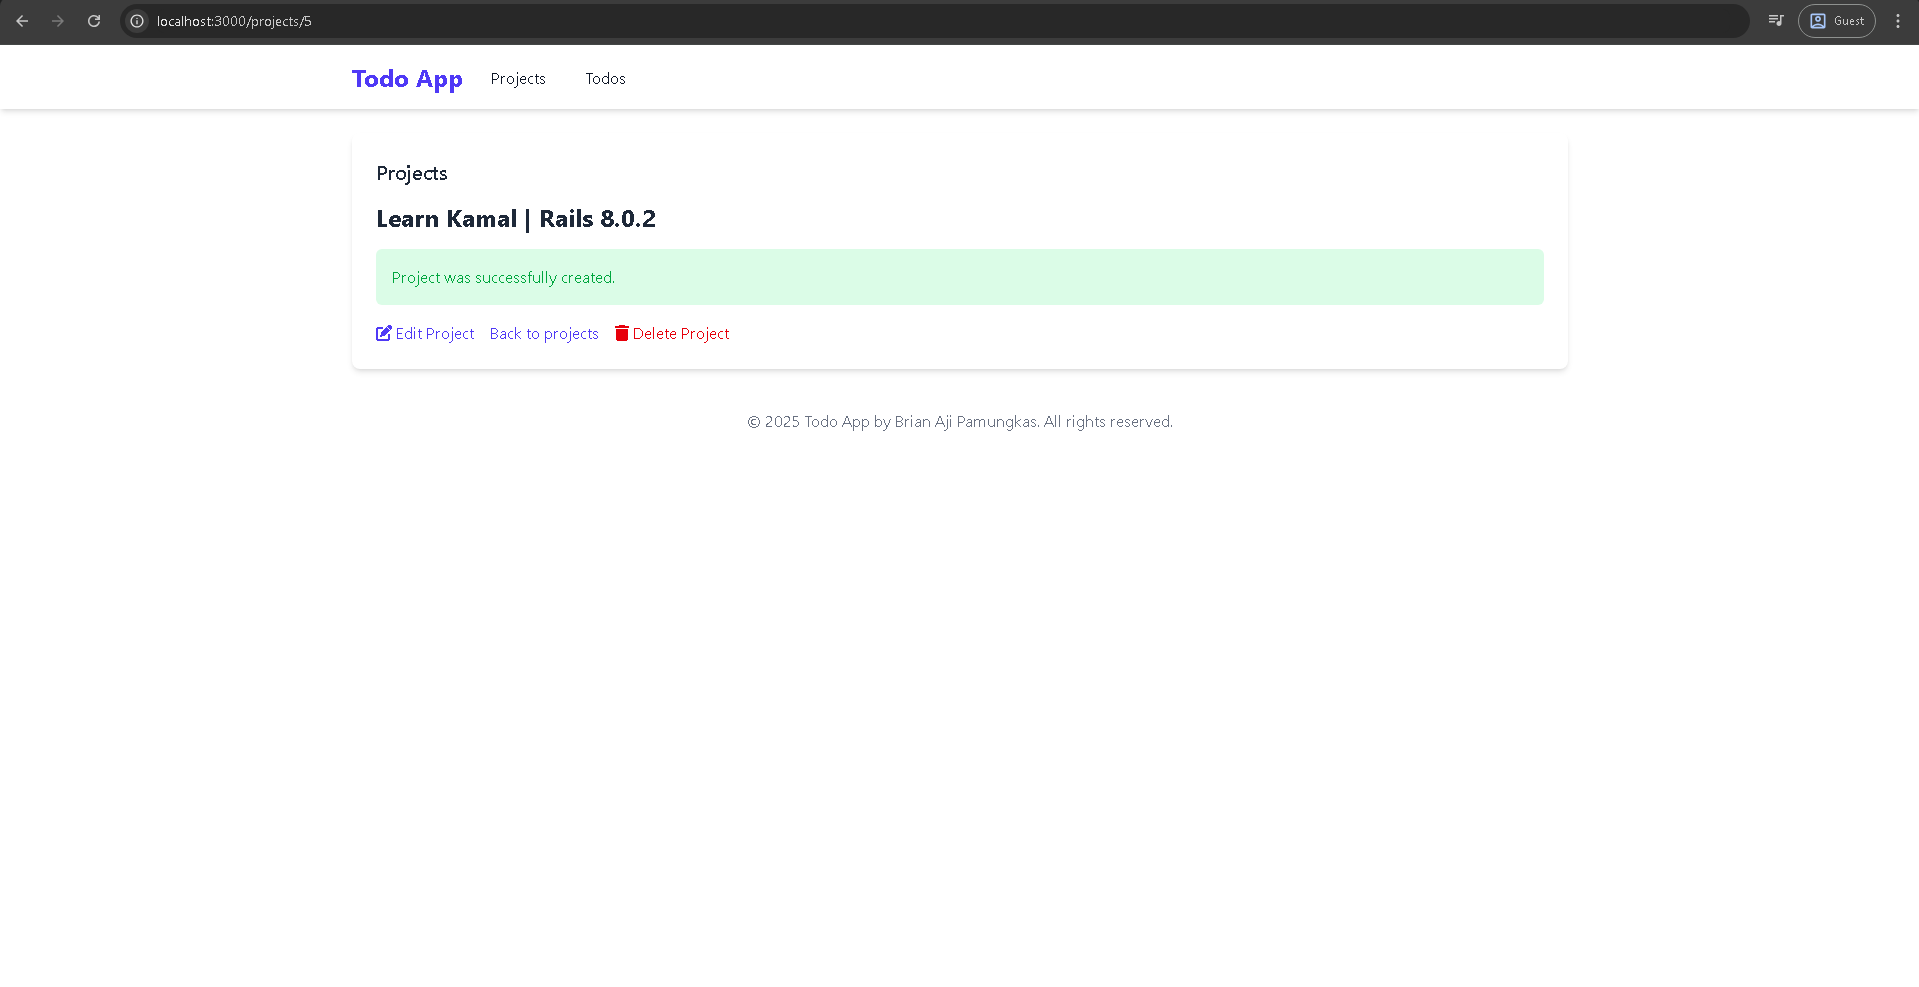 localhost:3000/projects/5
Guest
Todo App Projects Todos
Projects
Learn Kamal | Rails 8.0.2
Project was successfully created.
Edit Project Back to projects Delete Project
© 2025 Todo App by Brian Aji Pamungkas. All rights reserved.